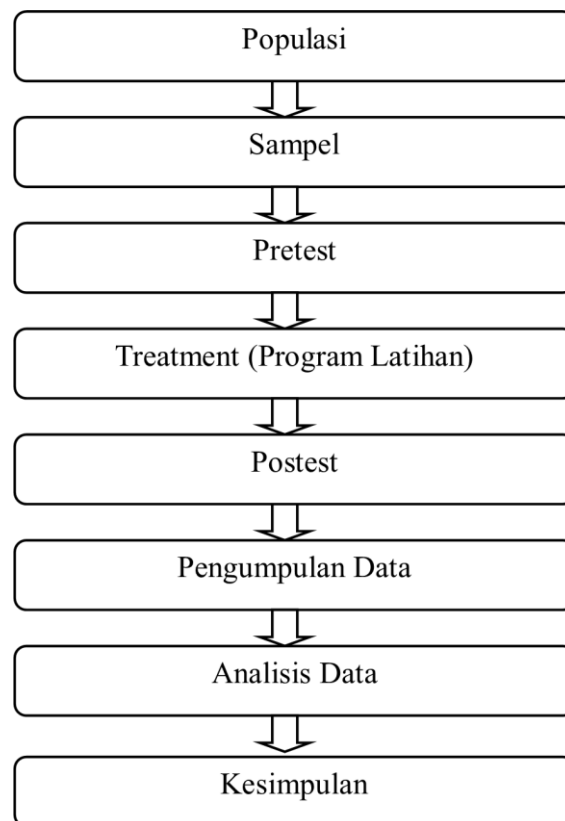 Populasi
Sampel
Pretest
Treatment (Program Latihan)
Postest
Pengumpulan Data
Analisis Data
Kesimpulan